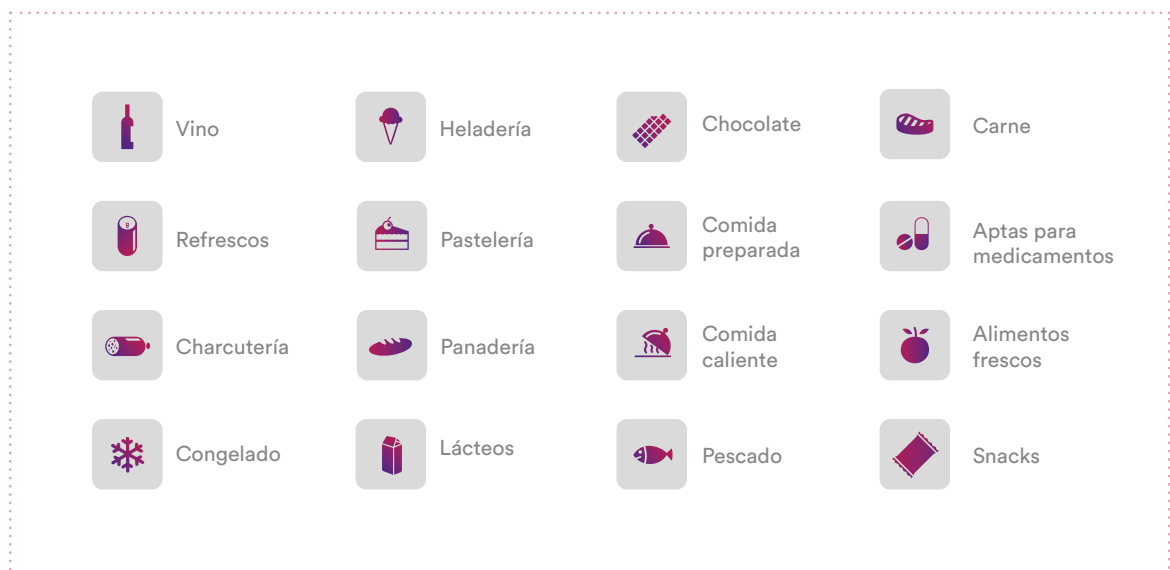 Vino
Heladería
Chocolate
Carne
Refrescos
Pastelería
Comida
preparada
Aptas para
medicamentos
Charcutería
Panadería
Comida
caliente
Alimentos
frescos
Congelado
Lácteos
Pescado
Snacks